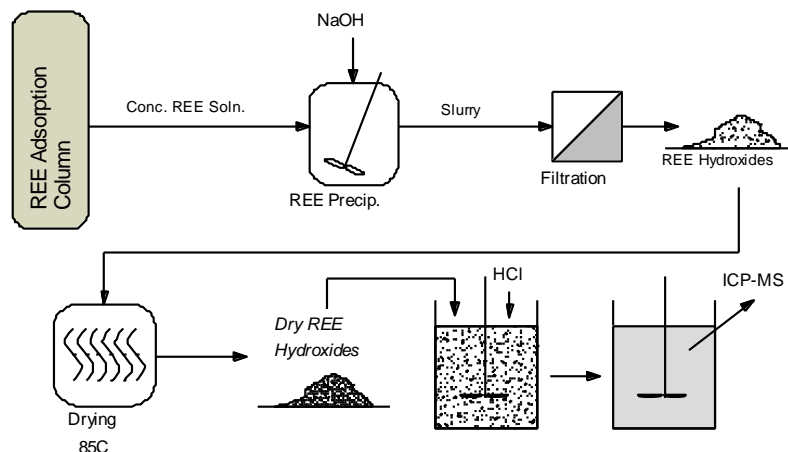 NaOH
REE Adsorption
Column
Conc. REE Soln.
Slurry
REE Precip.
Filtration
REE Hydroxides
HCl
ICP-MS
Dry REE
Hydroxides
Drying
85C